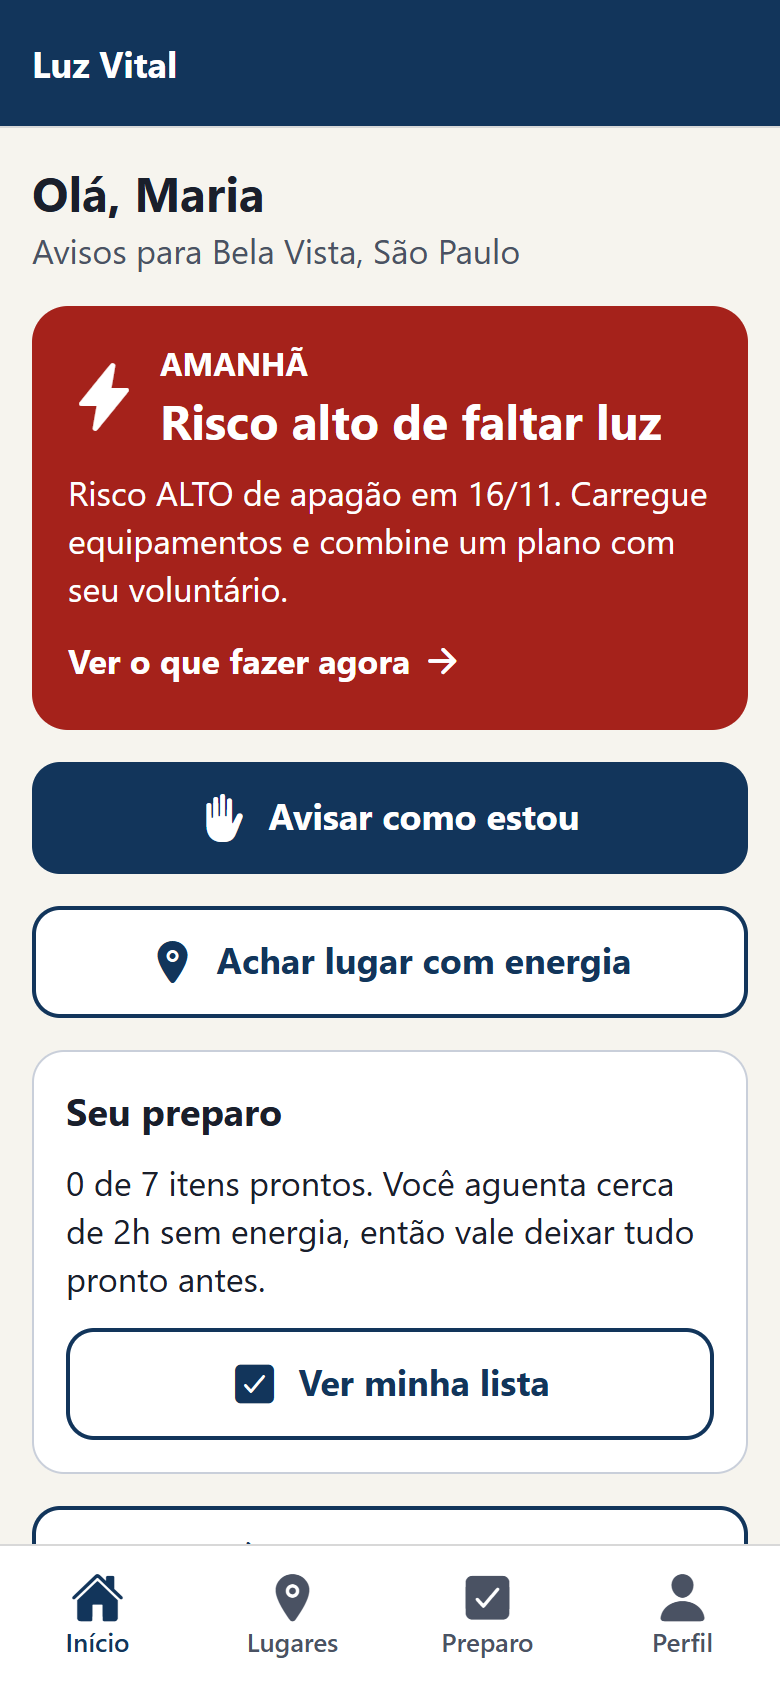 Luz Vital
Olá, Maria
Avisos para Bela Vista, São Paulo
AMANHÃ
Risco alto de faltar luz
Risco ALTO de apagão em 16/11. Carregue
equipamentos e combine um plano com
seu voluntário.
Ver o que fazer agora →
Avisar como estou
Achar lugar com energia
Seu preparo
0 de 7 itens prontos. Você aguenta cerca
de 2h sem energia, então vale deixar tudo
pronto antes.
Ver minha lista
Início
Lugares
Preparo
Perfil